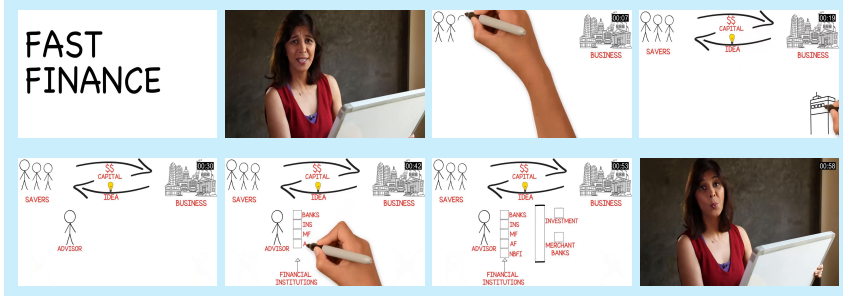 FAST
FINANCE
00:07
BUSINESS
00:19
$$
CAPITAL
IDEA
SAVERS
BUSINESS
00:30
$$
CAPITAL
IDEA
SAVERS
BUSINESS
ADVISOR
00:42
$$
CAPITAL
IDEA
SAVERS
BUSINESS
BANKS
INS
MF
A
ADVISOR
FINANCIAL
INSTITUTIONS
00:53
$$
CAPITAL
IDEA
SAVERS
BUSINESS
BANKS
INS
MF
AF
NBFI
ADVISOR
INVESTMENT
MERCHANT
BANKS
FINANCIAL
INSTITUTIONS
00:58